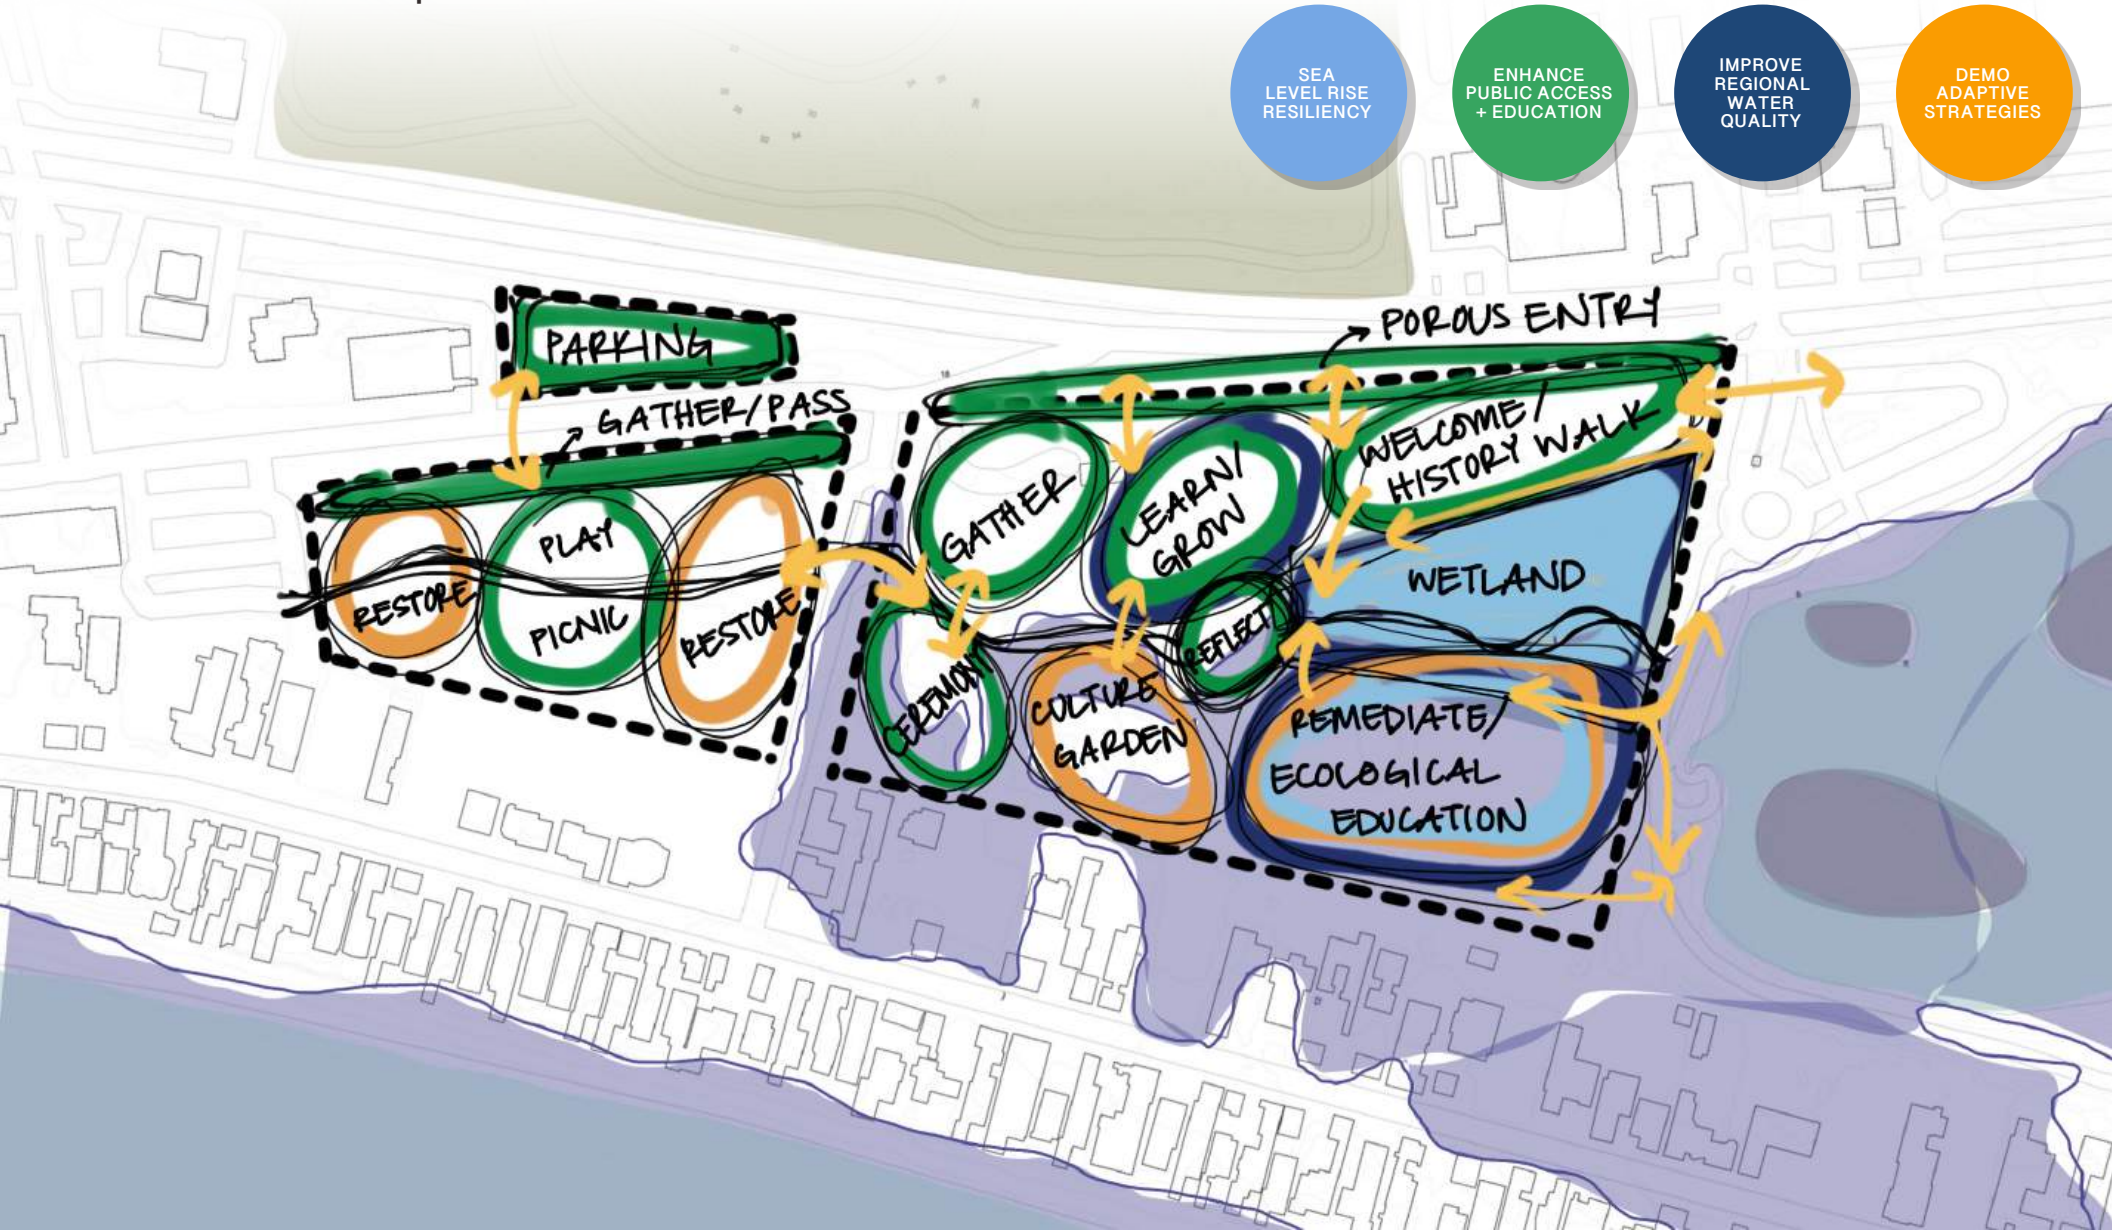 SEA
LEVEL RISE
RESILIENCY
ENHANCE
PUBLIC ACCESS
+ EDUCATION
IMPROVE
REGIONAL
WATER
QUALITY
DEMO
ADAPTIVE
STRATEGIES
POROUS ENTRY
PARKING
GATHER/PASS
WELCOME/
HISTORY WALK
GATHER
LEARN/
GROW
PLAY
PICNIC
RESTORE
RESTORE
WETLAND
REFLECT
CEREMONY
CULTURE
GARDEN
REMEDIATE/
ECOLOGICAL
EDUCATION